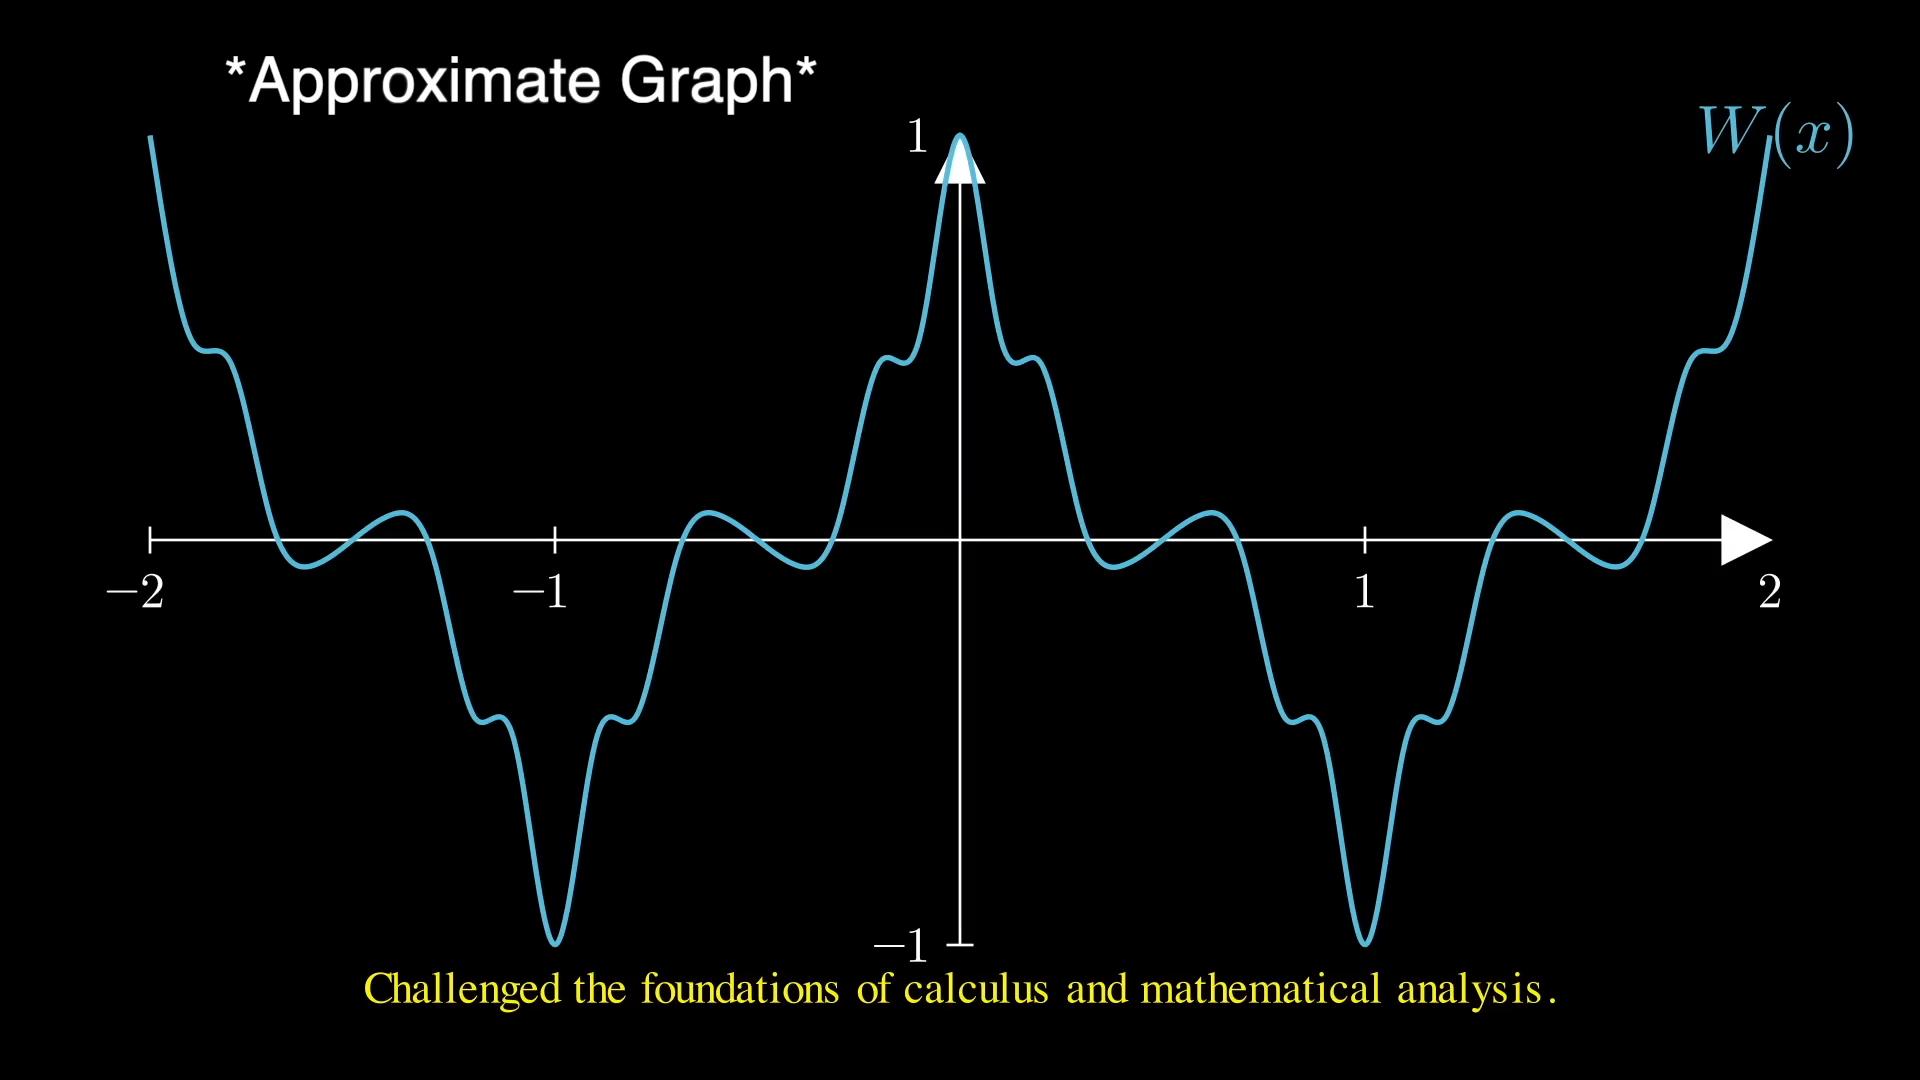 *Approximate Graph*
1
W(x)
−2
−1
1
2
−1
Challenged the foundations of calculus and mathematical analysis.